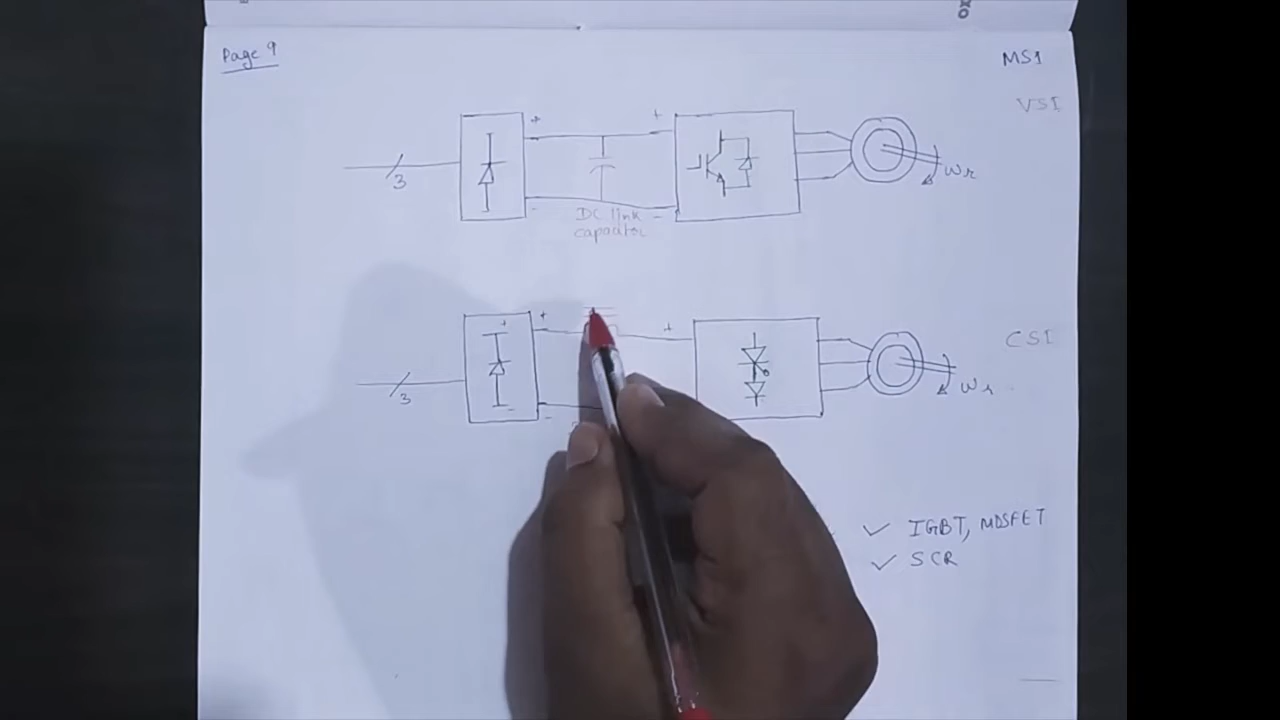 Page 9
MS1
VSI
+
+
3
ωr
-
-
DC link
capacitor
CSI
+
+
+
3
ωr
-
-
✓ IGBT, MOSFET
✓ SCR